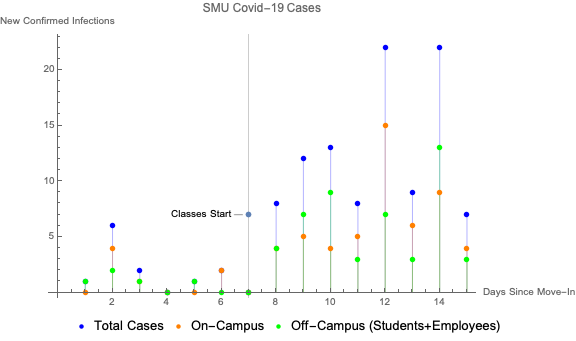 SMU Covid-19 Cases
New Confirmed Infections
20
15
10
5
Classes Start
2
4
6
8
10
12
14
Days Since Move-In
Total Cases
On-Campus
Off-Campus (Students+Employees)